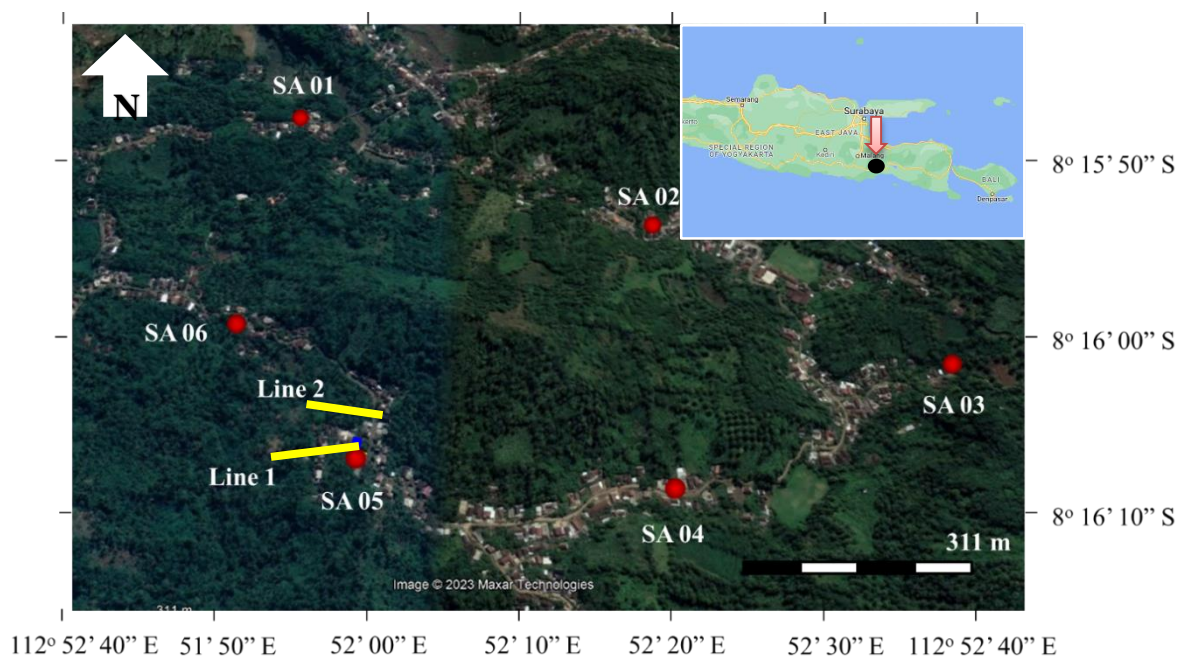 N
SA 01
SA 02
SA 03
SA 04
SA 05
SA 06
Line 2
Line 1
Semarang
Surabaya
EAST JAVA
SPECIAL REGION
OF YOGYAKARTA
Kediri
Malang
BALI
Denpasar
8° 15’50” S
8° 16’00” S
8° 16’10” S
311 m
Image © 2023 Maxar Technologies
311 m
112° 52’ 40” E
51’ 50” E
52’ 00” E
52’ 10” E
52’ 20” E
52’ 30” E
112° 52’ 40” E